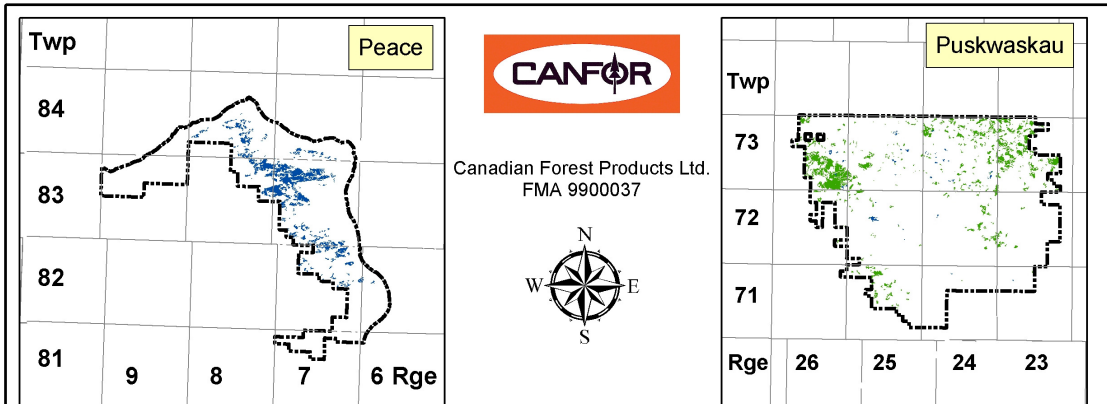 Twp
Peace
84
83
82
81
9 8 7 6 Rge
CANFOR
Canadian Forest Products Ltd.
FMA 9900037
N
W E
S
Puskwaskau
Twp
73
72
71
Rge 26 25 24 23